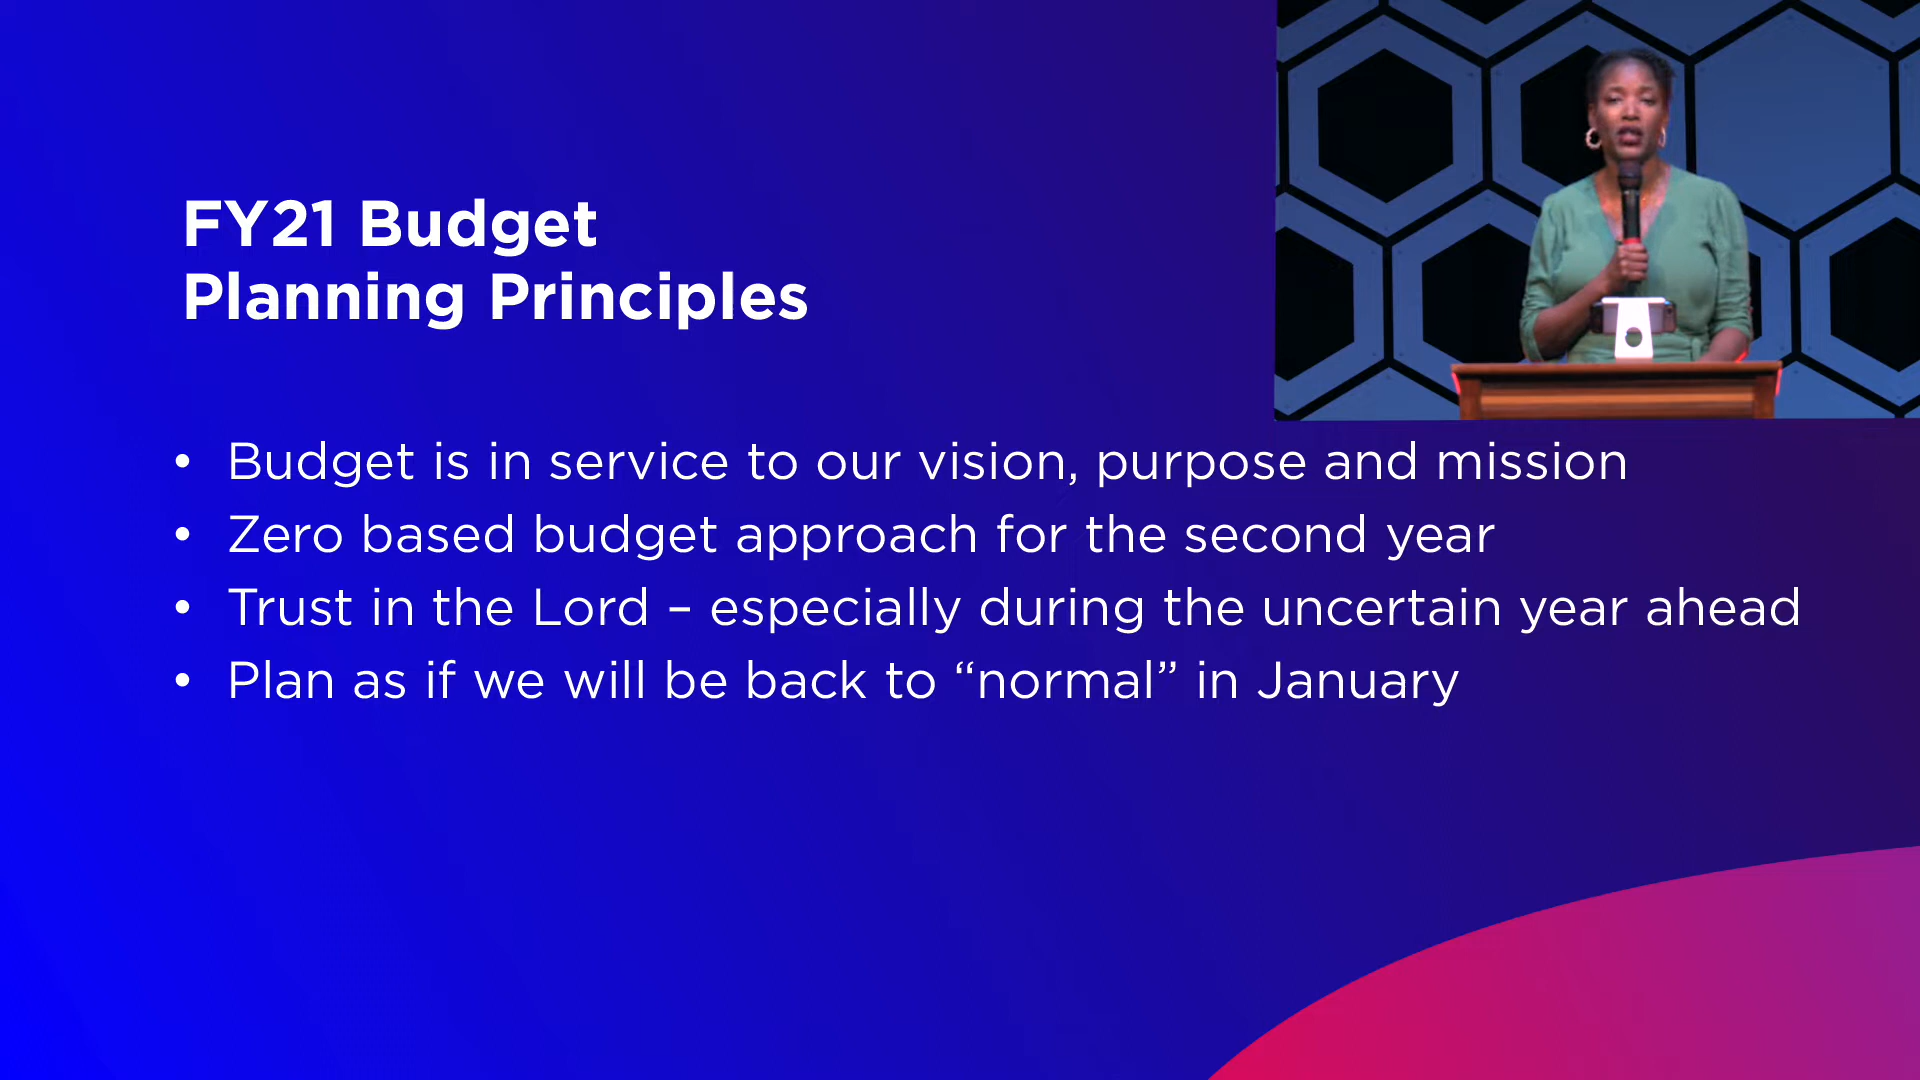 FY21 Budget
Planning Principles
• Budget is in service to our vision, purpose and mission
• Zero based budget approach for the second year
• Trust in the Lord – especially during the uncertain year ahead
• Plan as if we will be back to “normal” in January